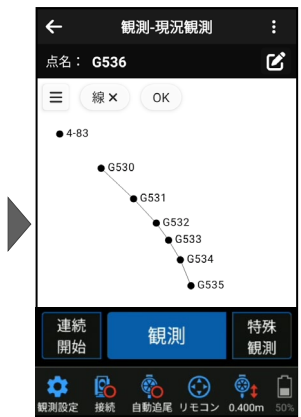 観測-現況観測
点名： G536
線 ×
OK
4-83
G530
G531
G532
G533
G534
G535
連続
開始
観測
特殊
観測
観測設定
接続
自動追尾
リモコン
0.400m
50%